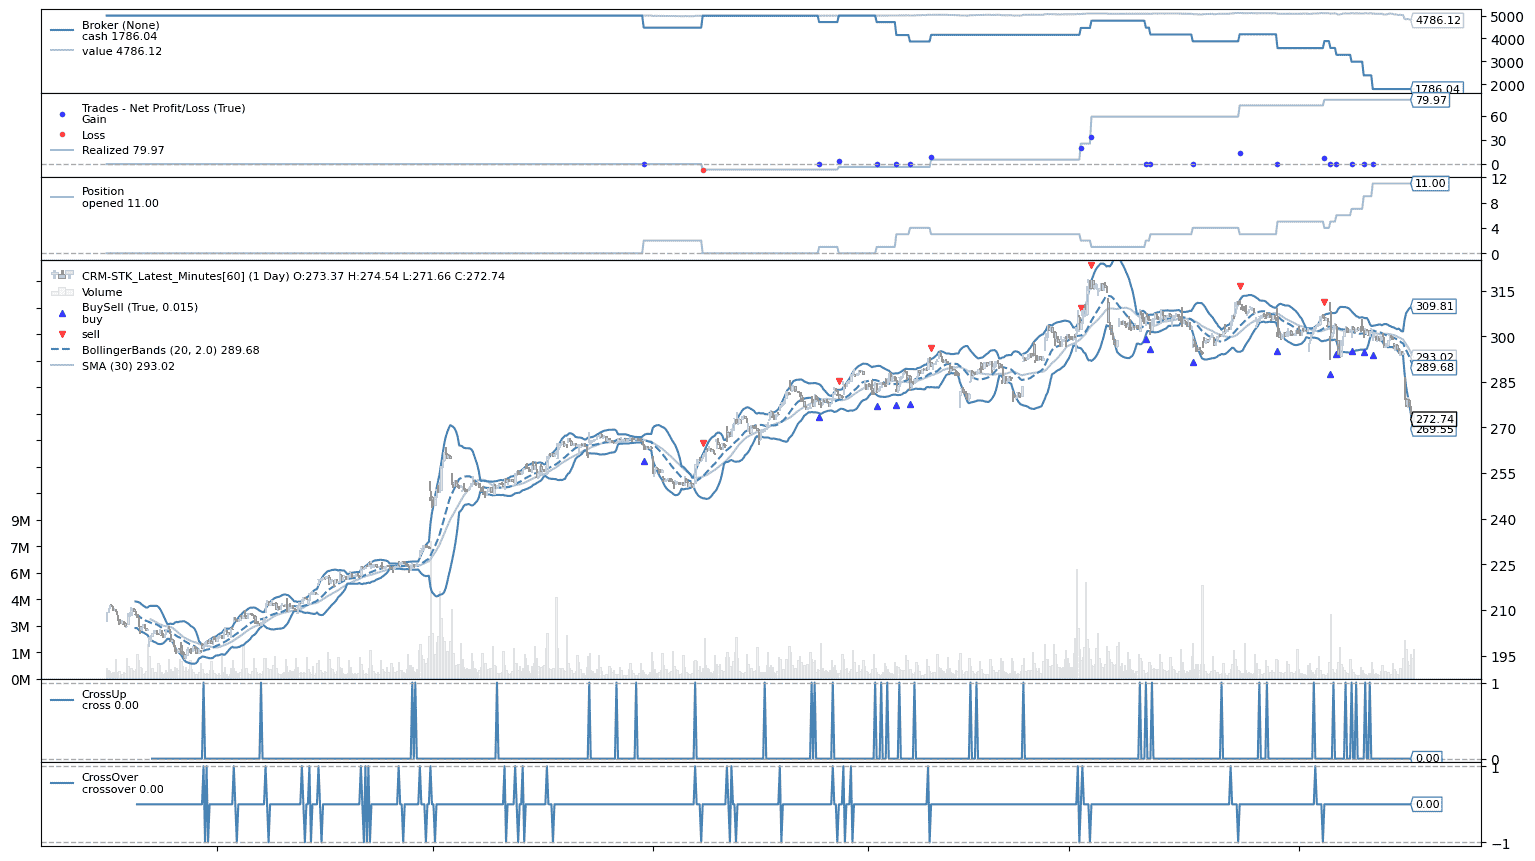 Broker (None)
cash 1786.04
value 4786.12
4786.12
5000
4000
3000
2000
1786.04
Trades - Net Profit/Loss (True)
Gain
Loss
Realized 79.97
79.97
60
30
0
Position
opened 11.00
11.00
12
8
4
0
CRM-STK_Latest_Minutes[60] (1 Day) O:273.37 H:274.54 L:271.66 C:272.74
Volume
BuySell (True, 0.015)
buy
sell
BollingerBands (20, 2.0) 289.68
SMA (30) 293.02
315
309.81
300
293.02
289.68
285
272.74
269.55
270
255
240
225
210
195
9M
7M
6M
4M
3M
1M
0M
CrossUp
cross 0.00
1
0.00
0
CrossOver
crossover 0.00
1
0.00
−1